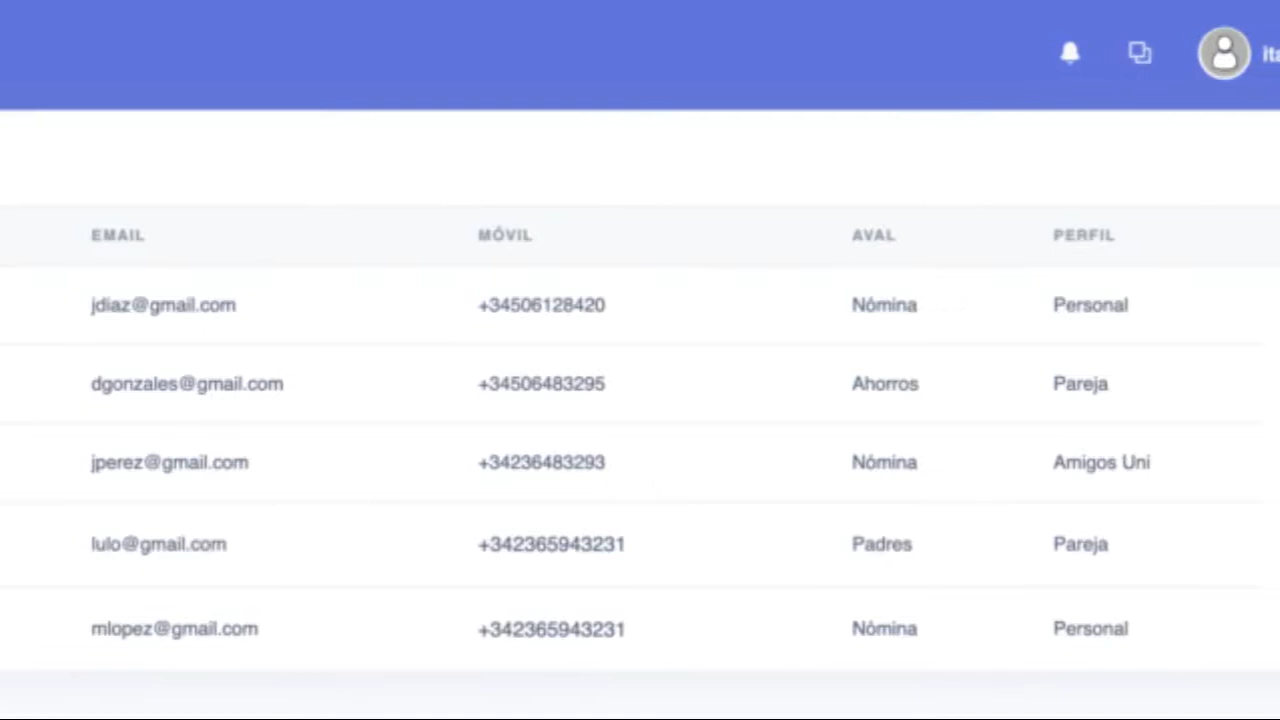 ita
EMAIL MÓVIL AVAL PERFIL
jdiaz@gmail.com +34506128420 Nómina Personal
dgonzales@gmail.com +34506483295 Ahorros Pareja
jperez@gmail.com +34236483293 Nómina Amigos Uni
lulo@gmail.com +342365943231 Padres Pareja
mlopez@gmail.com +342365943231 Nómina Personal